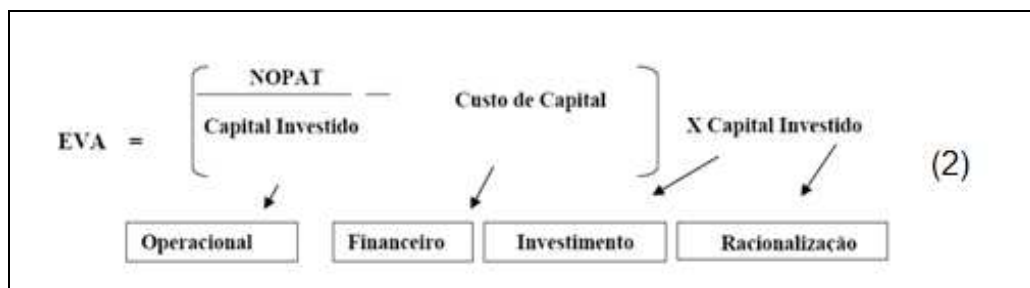 NOPAT
—
Custo de Capital
Capital Investido
X Capital Investido
EVA =
(2)
Operacional
Financeiro
Investimento
Racionalização